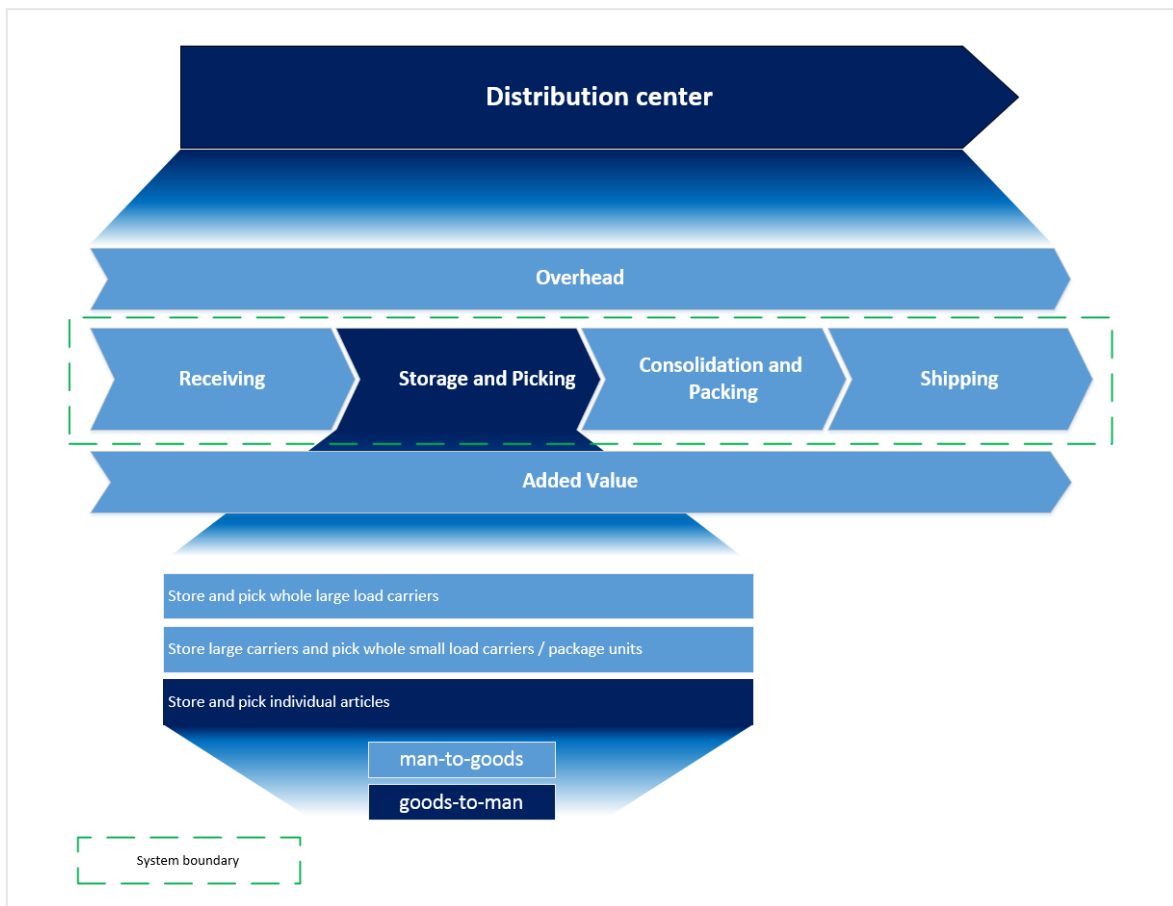 Distribution center
Overhead
Receiving
Storage and Picking
Consolidation and
Packing
Shipping
Added Value
Store and pick whole large load carriers
Store large carriers and pick whole small load carriers / package units
Store and pick individual articles
man-to-goods
goods-to-man
System boundary